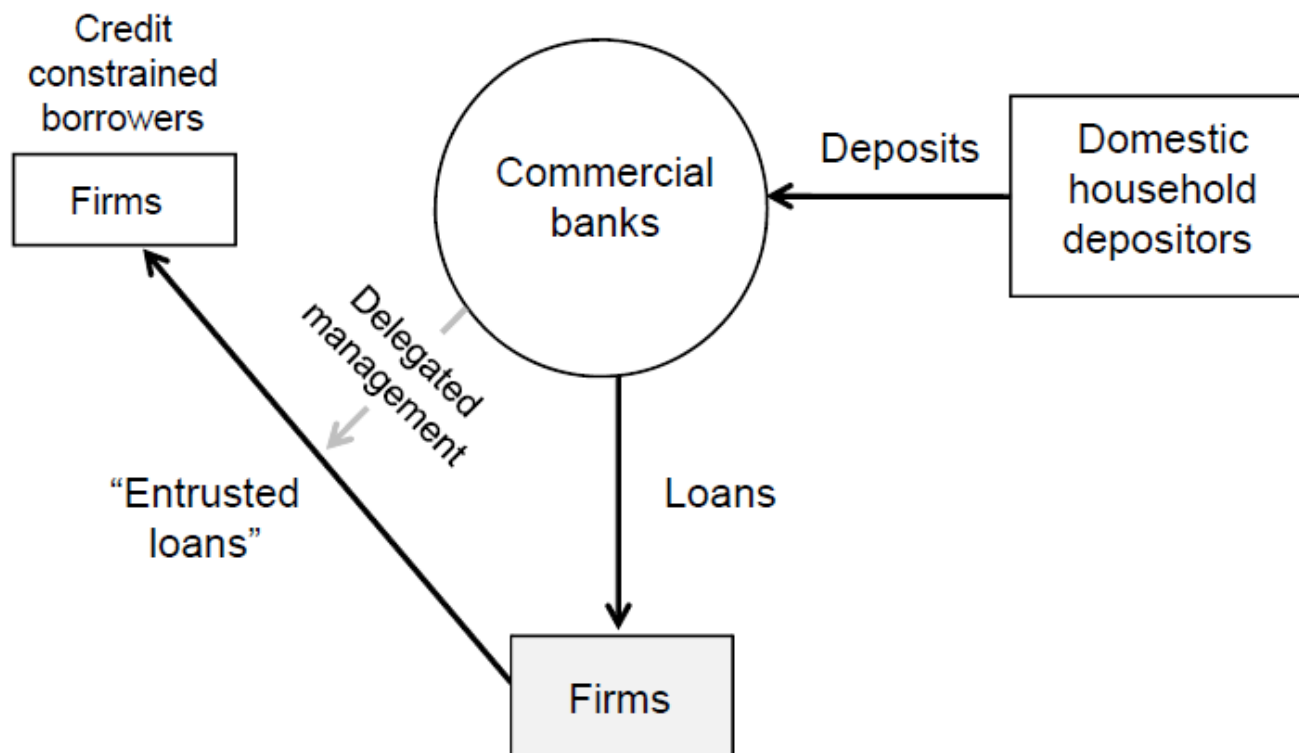 Credit
constrained
borrowers
Firms
Commercial
banks
Deposits
Domestic
household
depositors
Delegated
management
“Entrusted
loans”
Loans
Firms